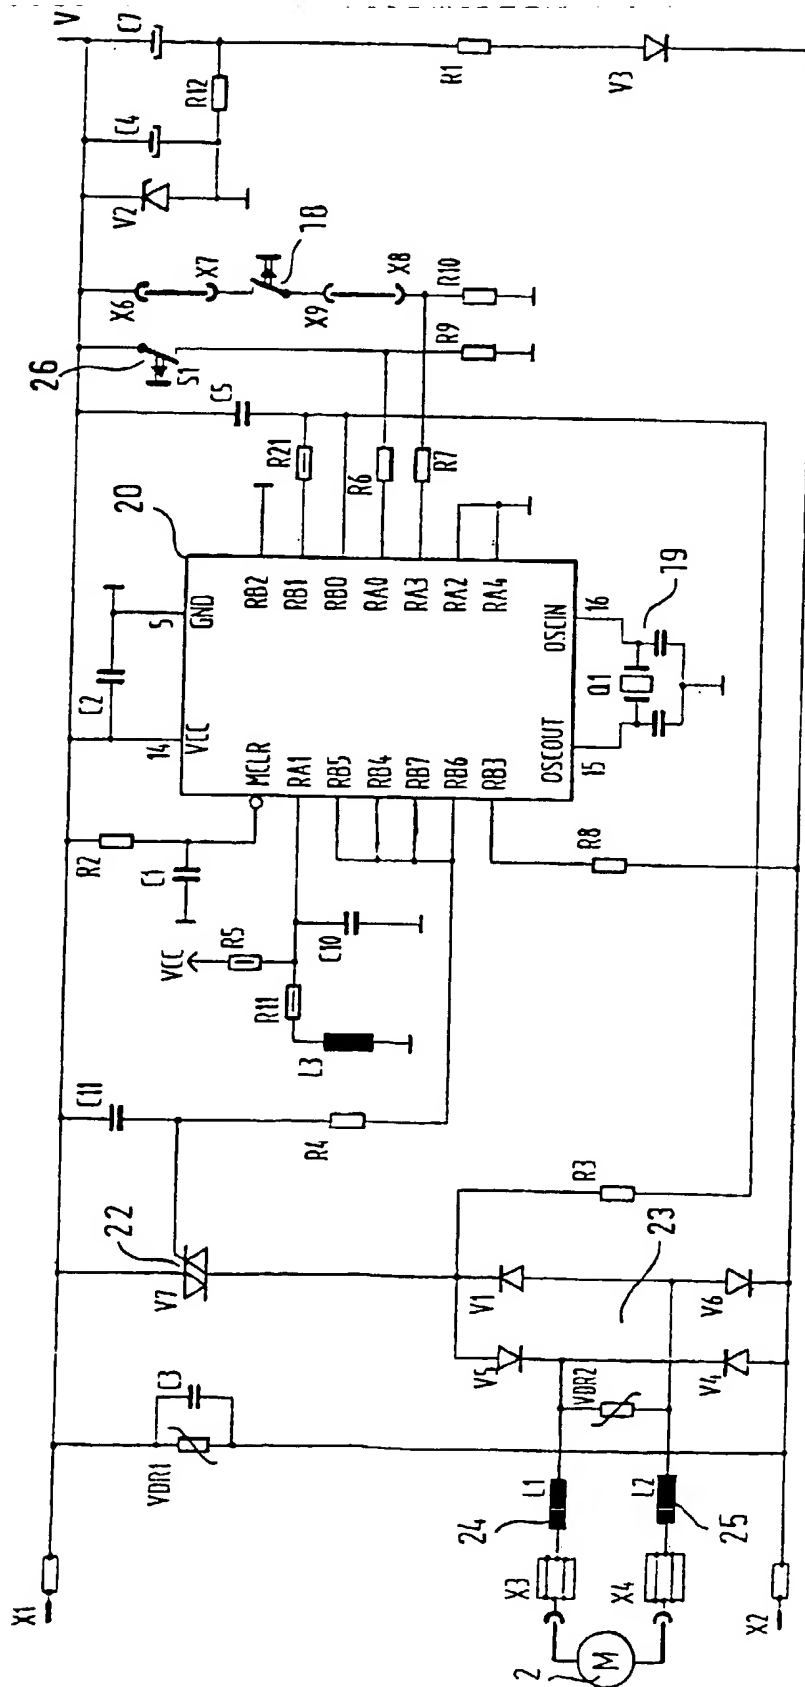 X1
VDR1
C3
V7
22
C11
R4
L3
R11
VCC
R5
C10
C1
R2
MCLR
RA1
RB5
RB4
RB7
RB6
RB3
14
VCC
C2
5
GND
20
RB2
RB1
RB0
RA0
RA3
RA2
RA4
OSCOUT
OSCIN
15
16
Q1
19
R8
R21
R6
R7
C5
26
S1
R9
R10
X6
X7
18
X9
X8
V2
C4
R12
C7
V
R1
V3
R3
23
V1
V6
V5
V4
VDR2
L1
24
L2
25
X3
X4
2
M
X2